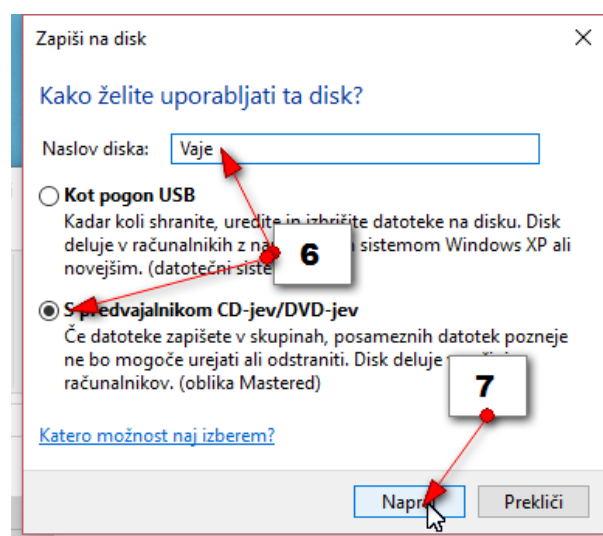 Zapiši na disk
Kako želite uporabljati ta disk?
Naslov diska: Vaje
Kot pogon USB
Kadar koli shranite, uredite in izbrišite datoteke na disku. Disk
deluje v računalnikih z sistemom Windows XP ali
novejšim. (datotečni
6
S predvajalnikom CD-jev/DVD-jev
Če datoteke zapišete v skupinah, posameznih datotek pozneje
ne bo mogoče urejati ali odstraniti. Disk deluje
računalnikov. (oblika Mastered)
7
Katero možnost naj izberem?
Prekliči